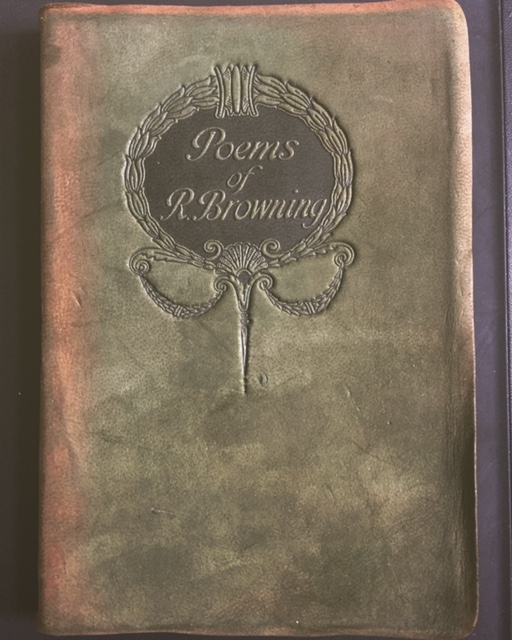 Poems
of
R. Browning